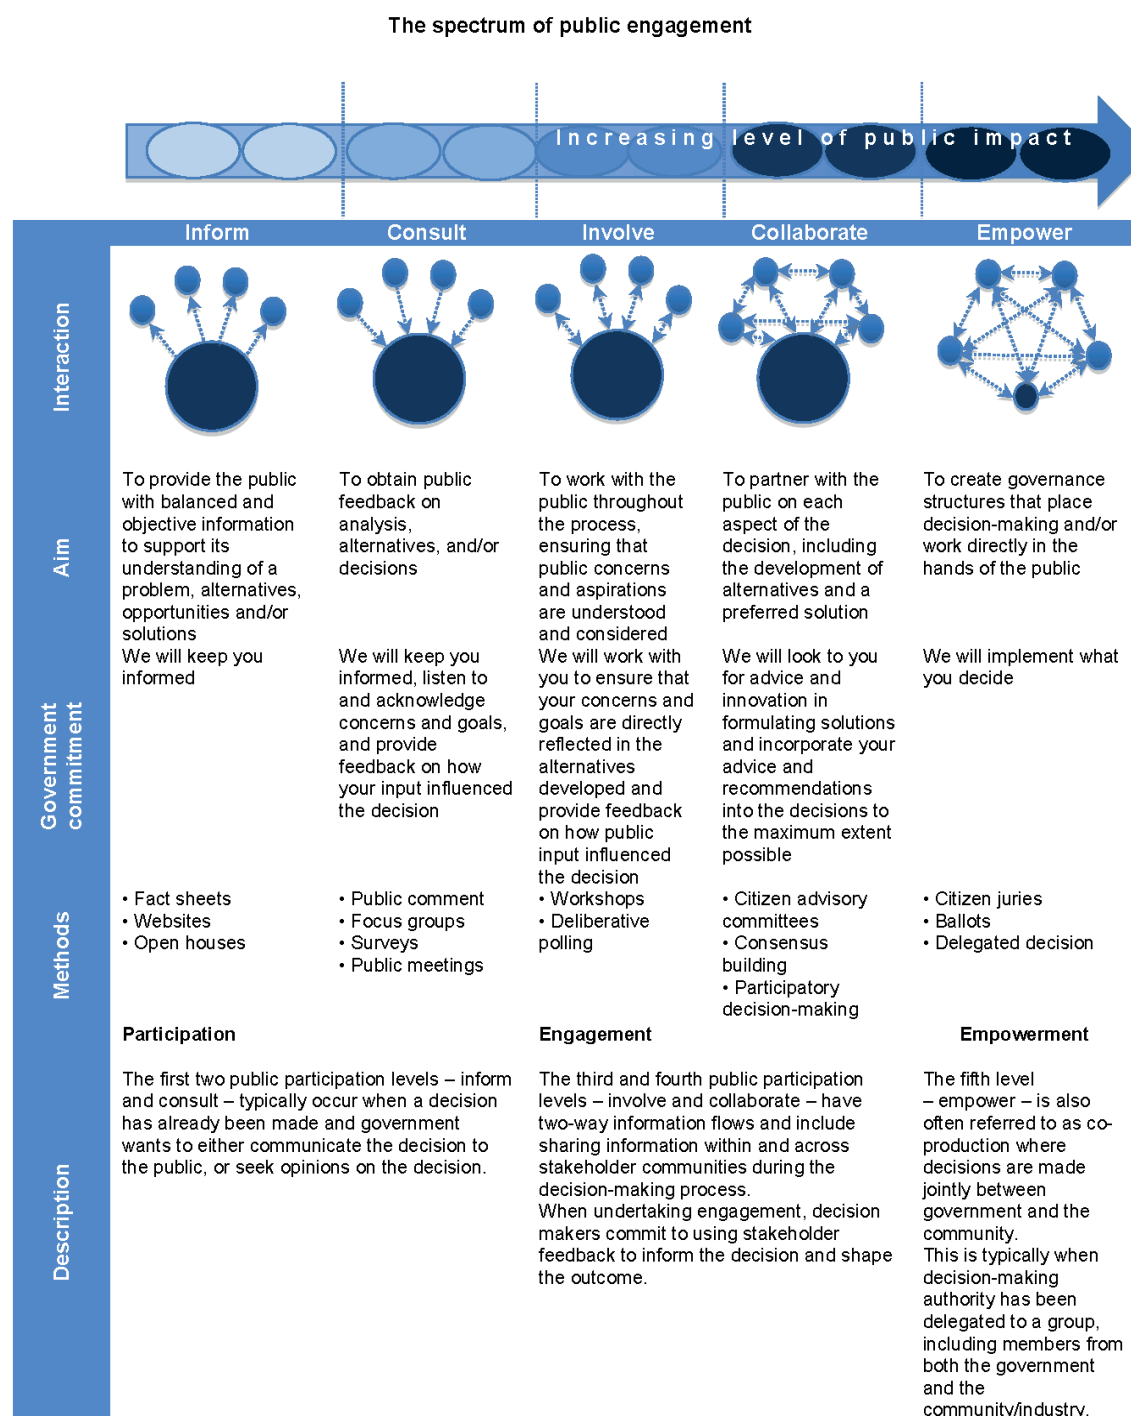 The spectrum of public engagement
Increasing level of public impact
Inform
Consult
Involve
Collaborate
Empower
Interaction
Aim
To provide the public
with balanced and
objective information
to support its
understanding of a
problem, alternatives,
opportunities and/or
solutions
To obtain public
feedback on
analysis,
alternatives, and/or
decisions
To work with the
public throughout
the process,
ensuring that
public concerns
and aspirations
are understood
and considered
To partner with the
public on each
aspect of the
decision, including
the development of
alternatives and a
preferred solution
To create governance
structures that place
decision-making and/or
work directly in the
hands of the public
Government
commitment
We will keep you
informed
We will keep you
informed, listen to
and acknowledge
concerns and goals,
and provide
feedback on how
your input influenced
the decision
We will work with
you to ensure that
your concerns and
goals are directly
reflected in the
alternatives
developed and
provide feedback
on how public
input influenced
the decision
We will look to you
for advice and
innovation in
formulating solutions
and incorporate your
advice and
recommendations
into the decisions to
the maximum extent
possible
We will implement what
you decide
Methods
• Fact sheets
• Websites
• Open houses
• Public comment
• Focus groups
• Surveys
• Public meetings
• Workshops
• Deliberative
polling
• Citizen advisory
committees
• Consensus
building
• Participatory
decision-making
• Citizen juries
• Ballots
• Delegated decision
Description
Participation
The first two public participation levels – inform
and consult – typically occur when a decision
has already been made and government
wants to either communicate the decision to
the public, or seek opinions on the decision.
Engagement
The third and fourth public participation
levels – involve and collaborate – have
two-way information flows and include
sharing information within and across
stakeholder communities during the
decision-making process.
When undertaking engagement, decision
makers commit to using stakeholder
feedback to inform the decision and shape
the outcome.
Empowerment
The fifth level
– empower – is also
often referred to as co-
production where
decisions are made
jointly between
government and the
community.
This is typically when
decision-making
authority has been
delegated to a group,
including members from
both the government
and the
community/industry.